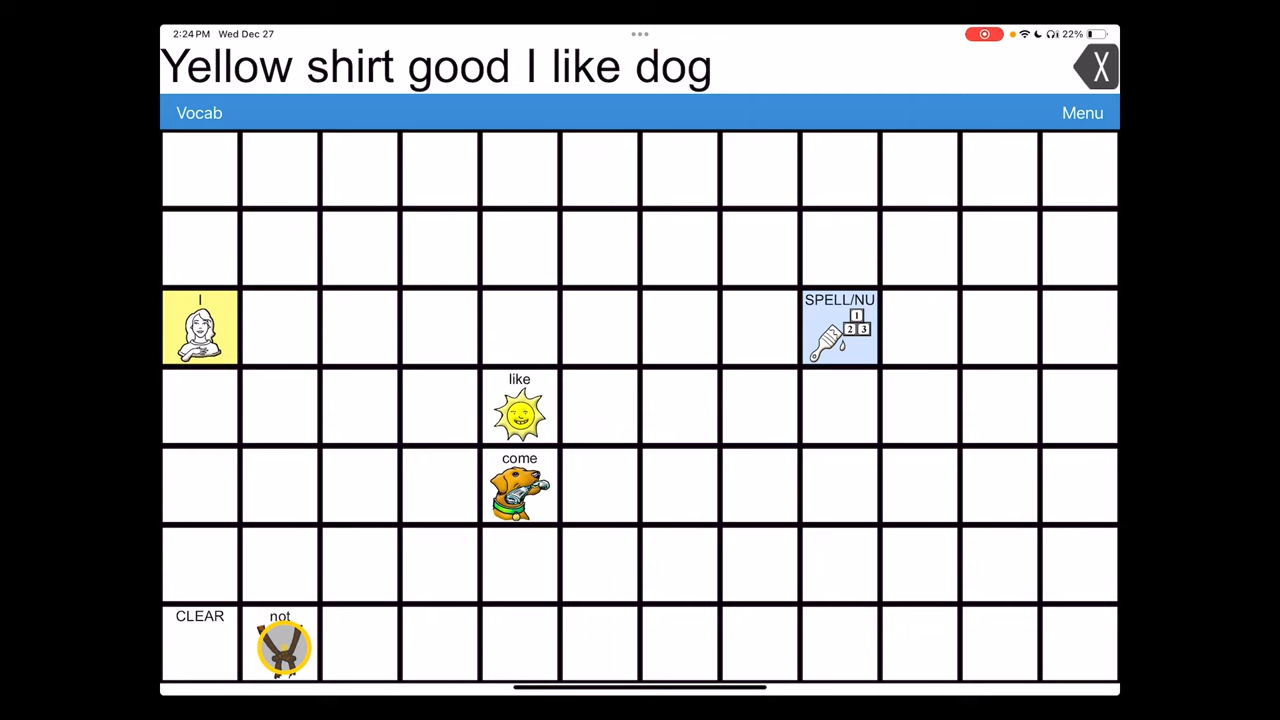 2:24 PM Wed Dec 27
22%
Yellow shirt good I like dog
X
Vocab
Menu
I
SPELL/NU
1
2 3
like
come
CLEAR
not